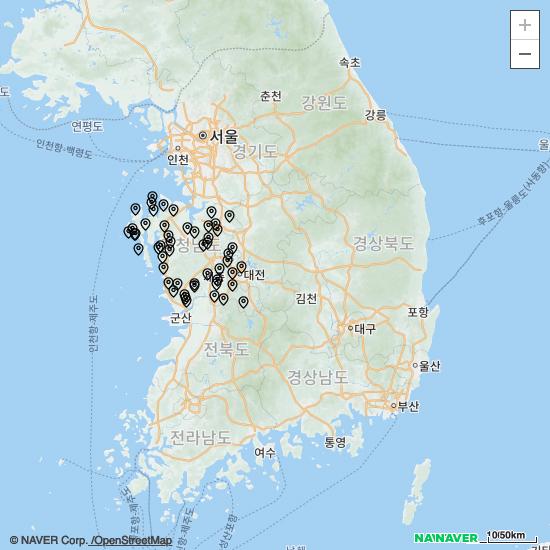 +
−
속초
춘천
강원도
강릉
도
연평도
서울
인천항-백령도
인천
경기도
울
후포항-울릉도(사동항)
청남도
경상북도
대전
인천항-제주도
김천
포항
군산
대구
전라북도
경상남도
울산
부산
전라남도
여수
통영
© NAVER Corp. /OpenStreetMap
NAVER
10/50km